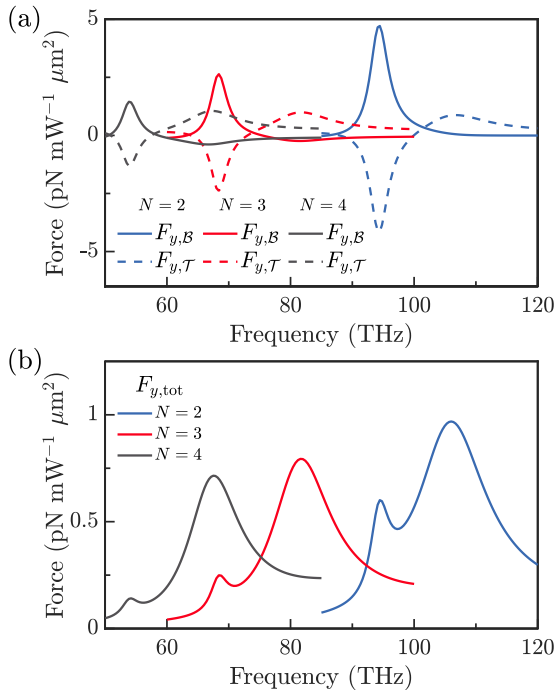 (a)
Force (pN mW⁻¹ μm²)
5
0
-5
N = 2 N = 3 N = 4
F_{y,ℬ} F_{y,ℬ} F_{y,ℬ}
F_{y,𝒯} F_{y,𝒯} F_{y,𝒯}
60 80 100 120
Frequency (THz)
(b)
Force (pN mW⁻¹ μm²)
1
0.5
0
F_{y,tot}
N = 2
N = 3
N = 4
60 80 100 120
Frequency (THz)